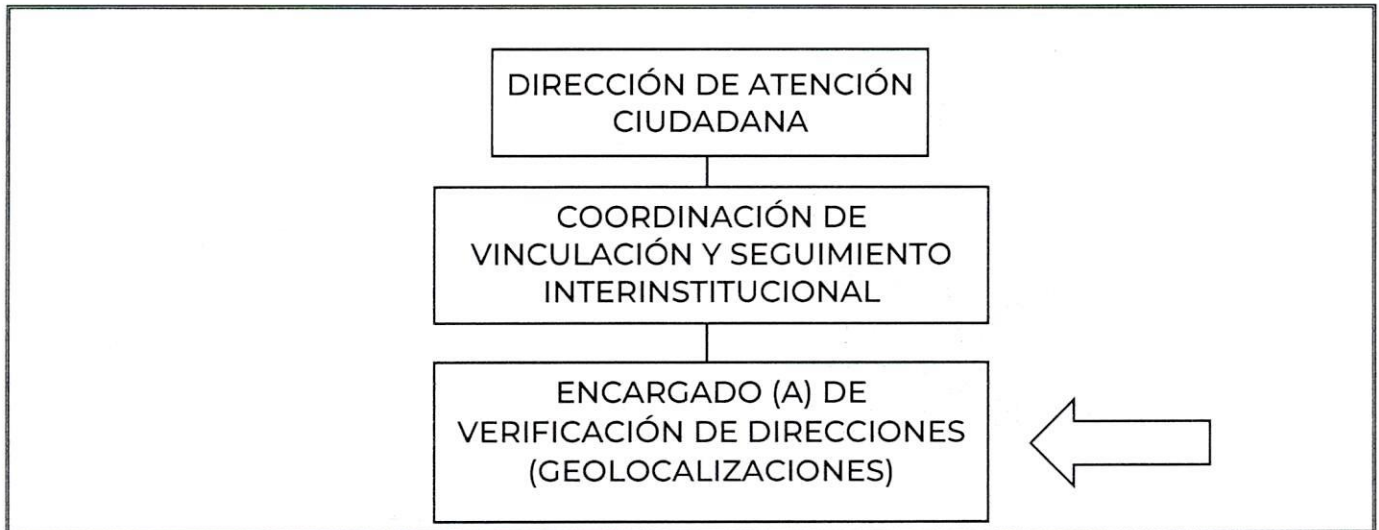 DIRECCIÓN DE ATENCIÓN
CIUDADANA
COORDINACIÓN DE
VINCULACIÓN Y SEGUIMIENTO
INTERINSTITUCIONAL
ENCARGADO (A) DE
VERIFICACIÓN DE DIRECCIONES
(GEOLOCALIZACIONES)